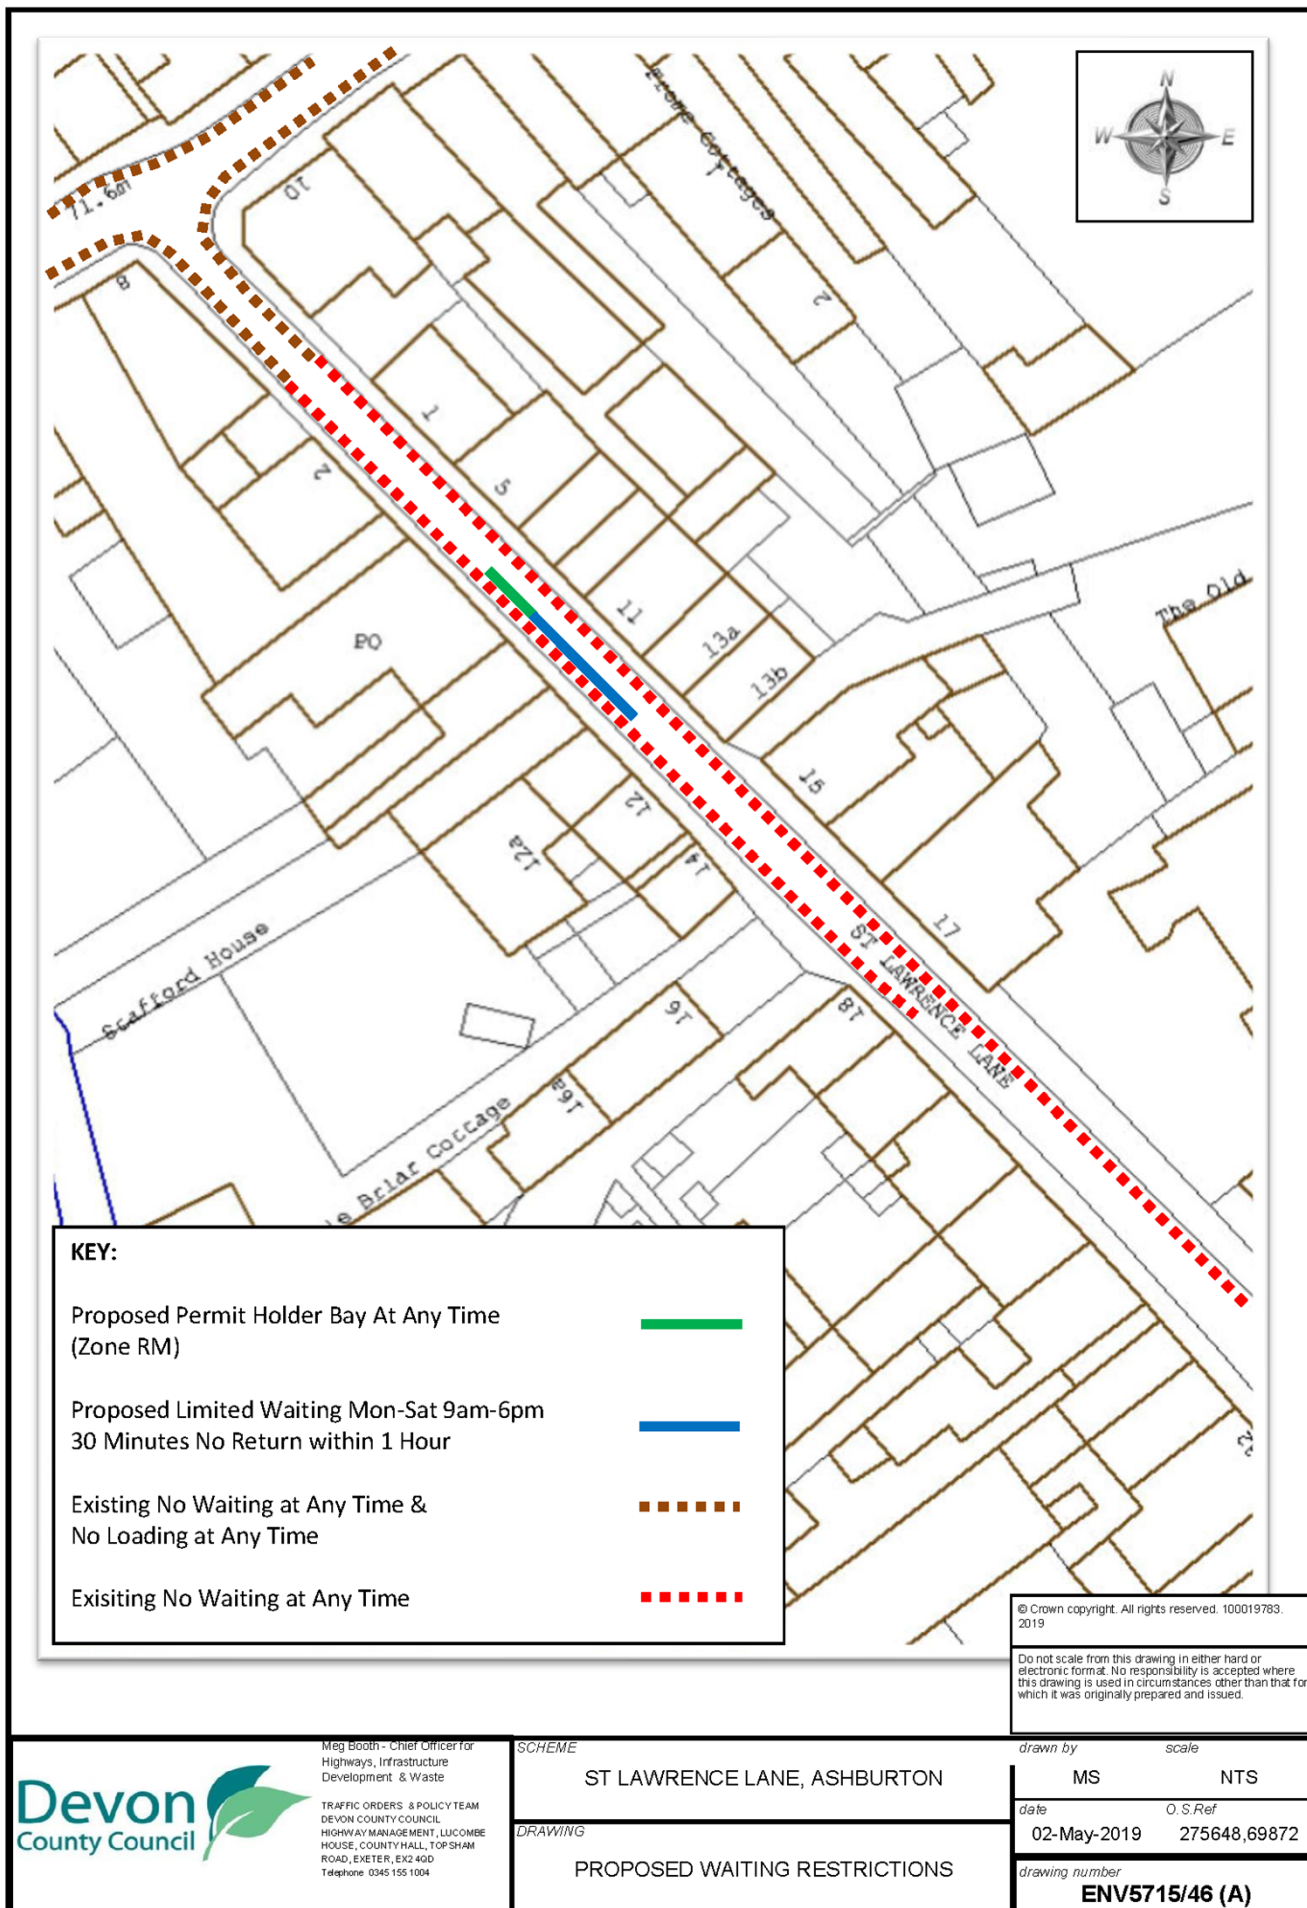 N
W
E
S
Frome Cottages
71.6m
10
1
8
2
1
2
5
The Old
11
PO
13a
13b
15
12
12a
14
17
ST LAWRENCE LANE
Scafford House
16
18
16a
le Briar Cottage
22
KEY:
Proposed Permit Holder Bay At Any Time
(Zone RM)
Proposed Limited Waiting Mon-Sat 9am-6pm
30 Minutes No Return within 1 Hour
Existing No Waiting at Any Time &
No Loading at Any Time
Exisiting No Waiting at Any Time
© Crown copyright. All rights reserved. 100019783.
2019
Do not scale from this drawing in either hard or
electronic format. No responsibility is accepted where
this drawing is used in circumstances other than that for
which it was originally prepared and issued.
Devon
County Council
Meg Booth - Chief Officer for
Highways, Infrastructure
Development & Waste
TRAFFIC ORDERS & POLICY TEAM
DEVON COUNTY COUNCIL
HIGHWAY MANAGEMENT, LUCOMBE
HOUSE, COUNTY HALL, TOPSHAM
ROAD, EXETER, EX2 4QD
Telephone 0345 155 1004
SCHEME
ST LAWRENCE LANE, ASHBURTON
DRAWING
PROPOSED WAITING RESTRICTIONS
drawn by
MS
scale
NTS
date
02-May-2019
O.S.Ref
275648,69872
drawing number
ENV5715/46 (A)